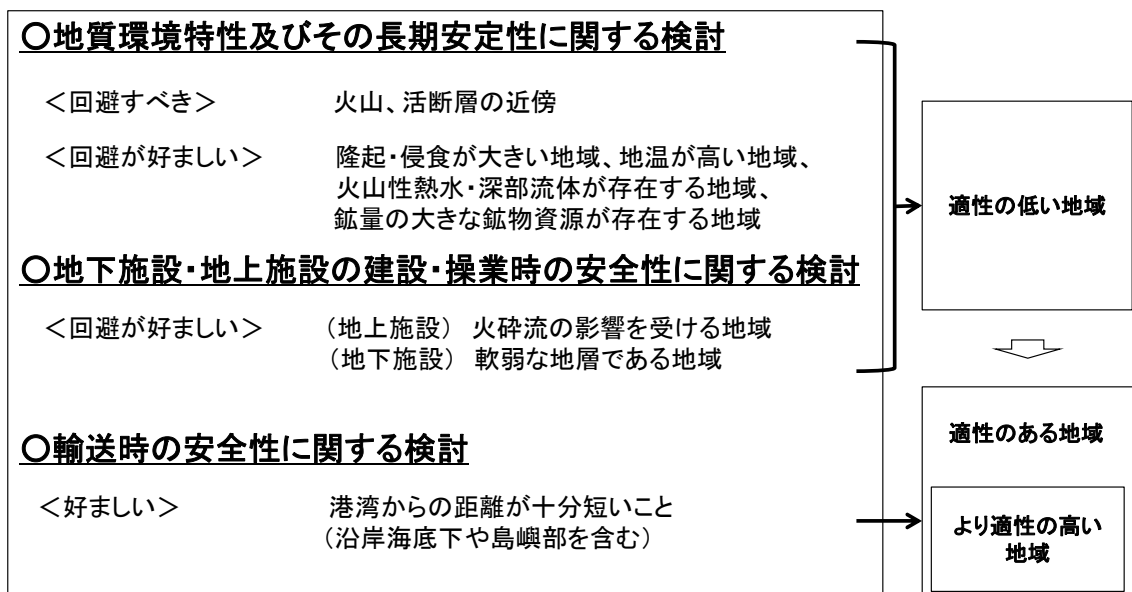 〇地質環境特性及びその長期安定性に関する検討
＜回避すべき＞ 火山、活断層の近傍
＜回避が好ましい＞ 隆起・侵食が大きい地域、地温が高い地域、
火山性熱水・深部流体が存在する地域、
鉱量の大きな鉱物資源が存在する地域
〇地下施設・地上施設の建設・操業時の安全性に関する検討
＜回避が好ましい＞ （地上施設） 火砕流の影響を受ける地域
（地下施設） 軟弱な地層である地域
〇輸送時の安全性に関する検討
＜好ましい＞ 港湾からの距離が十分短いこと
（沿岸海底下や島嶼部を含む）
適性の低い地域
適性のある地域
より適性の高い
地域